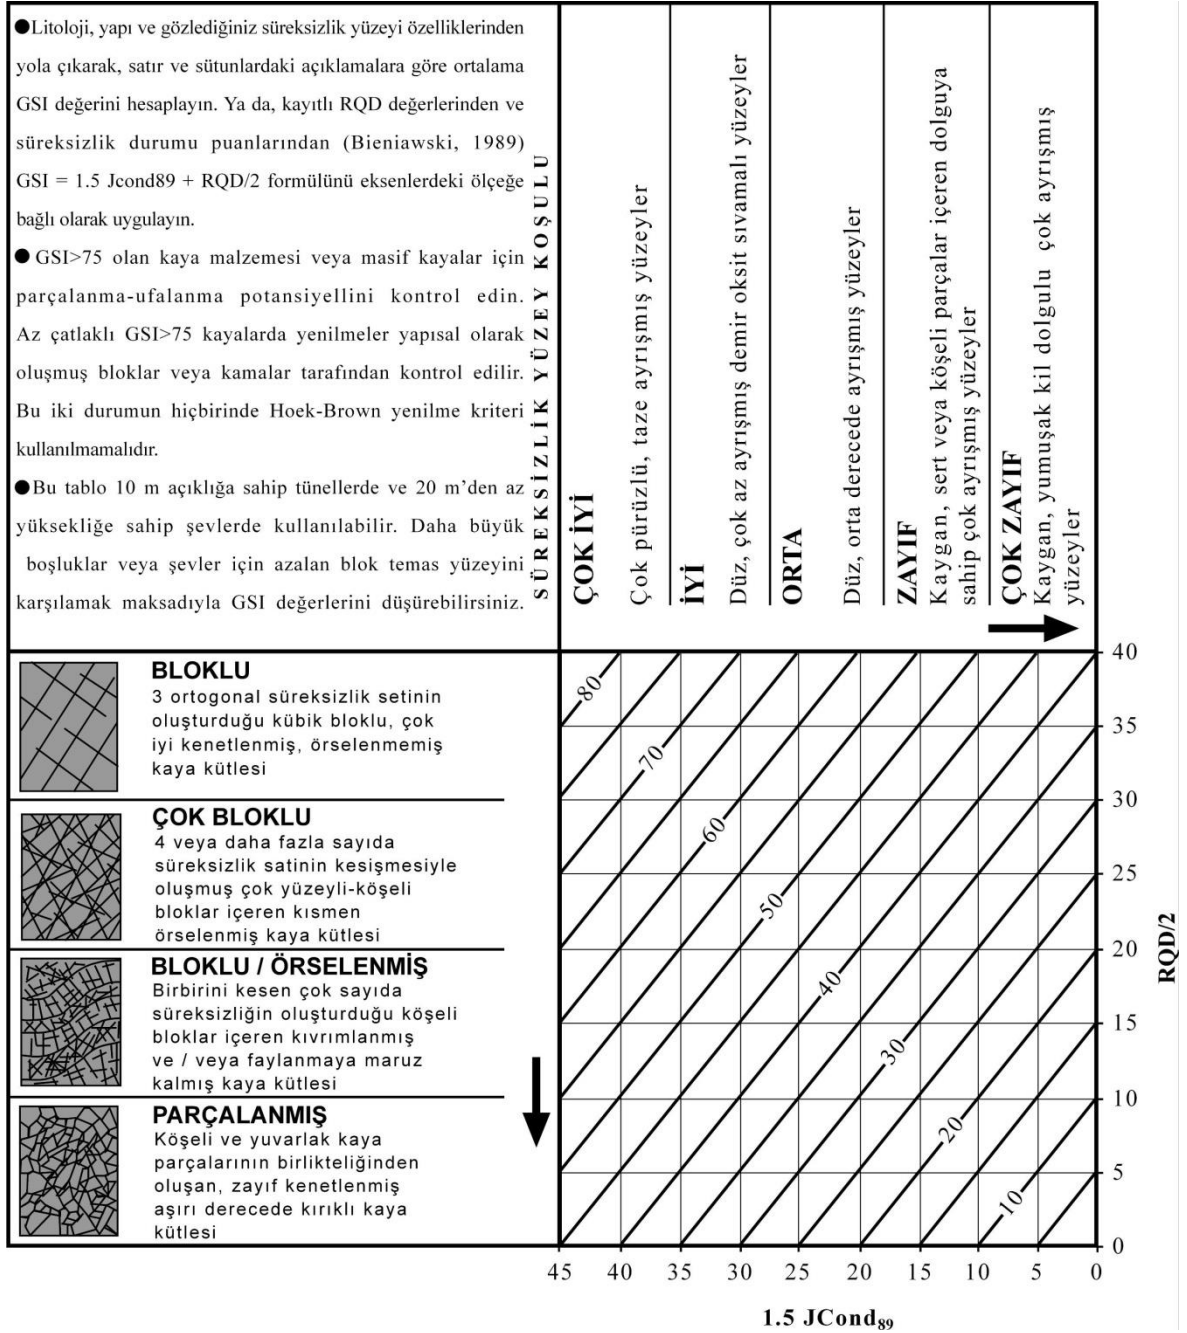 ●Litoloji, yapı ve gözlediğiniz süreksizlik yüzeyi özelliklerinden
yola çıkarak, satır ve sütunlardaki açıklamalara göre ortalama
GSI değerini hesaplayın. Ya da, kayıtlı RQD değerlerinden ve
süreksizlik durumu puanlarından (Bieniawski, 1989)
GSI = 1.5 Jcond89 + RQD/2 formülünü eksenlerdeki ölçeğe
bağlı olarak uygulayın.
● GSI>75 olan kaya malzemesi veya masif kayalar için
parçalanma-ufalanma potansiyellini kontrol edin.
Az çatlaklı GSI>75 kayalarda yenilmeler yapısal olarak
oluşmuş bloklar veya kamalar tarafından kontrol edilir.
Bu iki durumun hiçbirinde Hoek-Brown yenilme kriteri
kullanılmamalıdır.
●Bu tablo 10 m açıklığa sahip tünellerde ve 20 m’den az
yüksekliğe sahip şevlerde kullanılabilir. Daha büyük
boşluklar veya şevler için azalan blok temas yüzeyini
karşılamak maksadıyla GSI değerlerini düşürebilirsiniz.
SÜREKSİZLİK YÜZEY KOŞULU
ÇOK İYİ
Çok pürüzlü, taze ayrışmış yüzeyler
İYİ
Düz, çok az ayrışmış demir oksit sıvamalı yüzeyler
ORTA
Düz, orta derecede ayrışmış yüzeyler
ZAYIF
Kaygan, sert veya köşeli parçalar içeren dolguya
sahip çok ayrışmış yüzeyler
ÇOK ZAYIF
Kaygan, yumuşak kil dolgulu çok ayrışmış
yüzeyler
BLOKLU
3 ortogonal süreksizlik setinin
oluşturduğu kübik bloklu, çok
iyi kenetlenmiş, örselenmemiş
kaya kütlesi
ÇOK BLOKLU
4 veya daha fazla sayıda
süreksizlik satinin kesişmesiyle
oluşmuş çok yüzeyli-köşeli
bloklar içeren kısmen
örselenmiş kaya kütlesi
BLOKLU / ÖRSELENMİŞ
Birbirini kesen çok sayıda
süreksizliğin oluşturduğu köşeli
bloklar içeren kıvrımlanmış
ve / veya faylanmaya maruz
kalmış kaya kütlesi
PARÇALANMIŞ
Köşeli ve yuvarlak kaya
parçalarının birlikteliğinden
oluşan, zayıf kenetlenmiş
aşırı derecede kırıklı kaya
kütlesi
80
70
60
50
40
30
20
10
40
35
30
25
20
15
10
5
0
RQD/2
45 40 35 30 25 20 15 10 5 0
1.5 JCond89